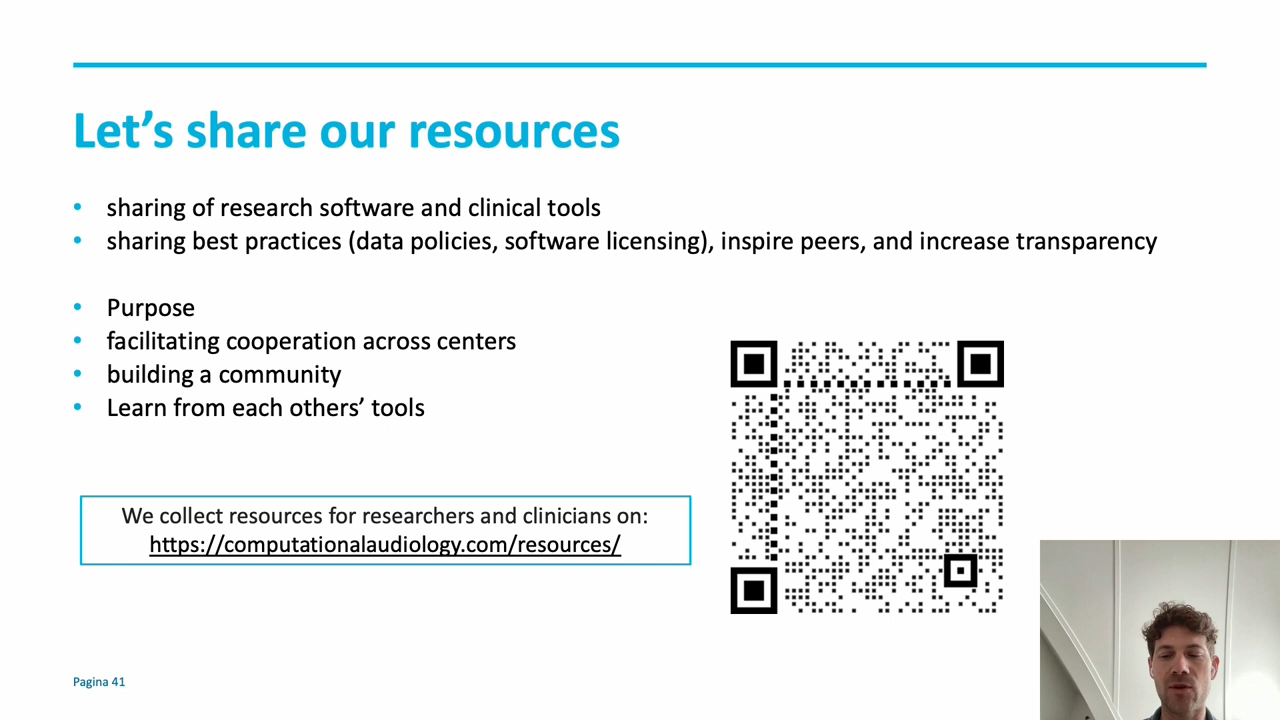 Let’s share our resources
• sharing of research software and clinical tools
• sharing best practices (data policies, software licensing), inspire peers, and increase transparency
• Purpose
• facilitating cooperation across centers
• building a community
• Learn from each others’ tools
We collect resources for researchers and clinicians on:
https://computationalaudiology.com/resources/
Pagina 41